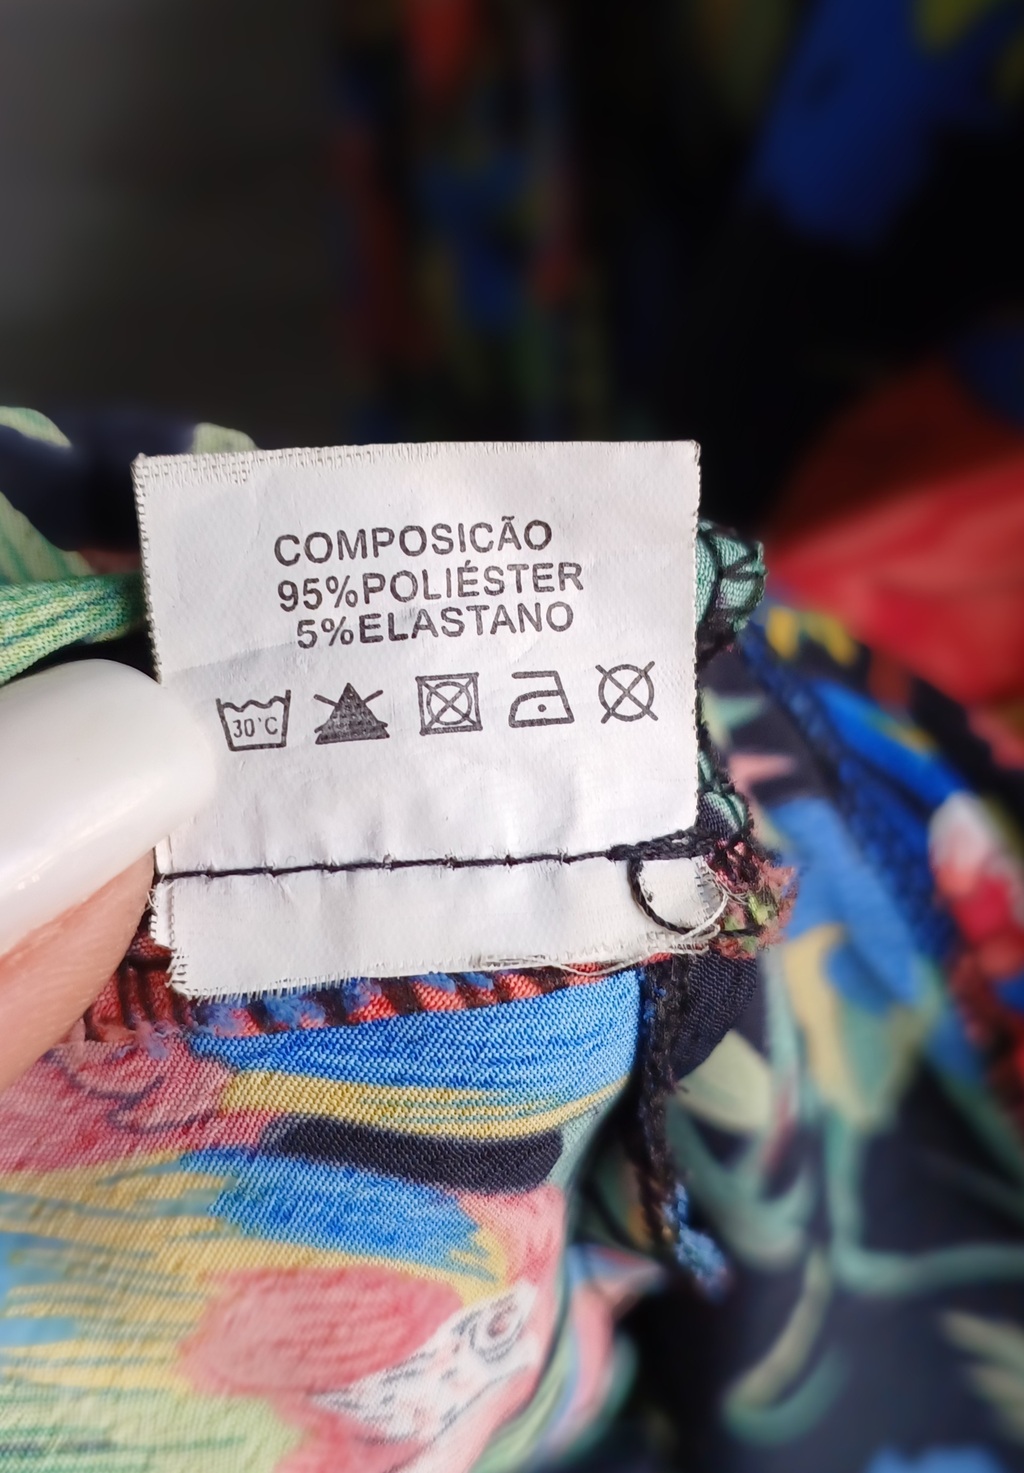 COMPOSICÃO
95%POLIÉSTER
5%ELASTANO
30°C